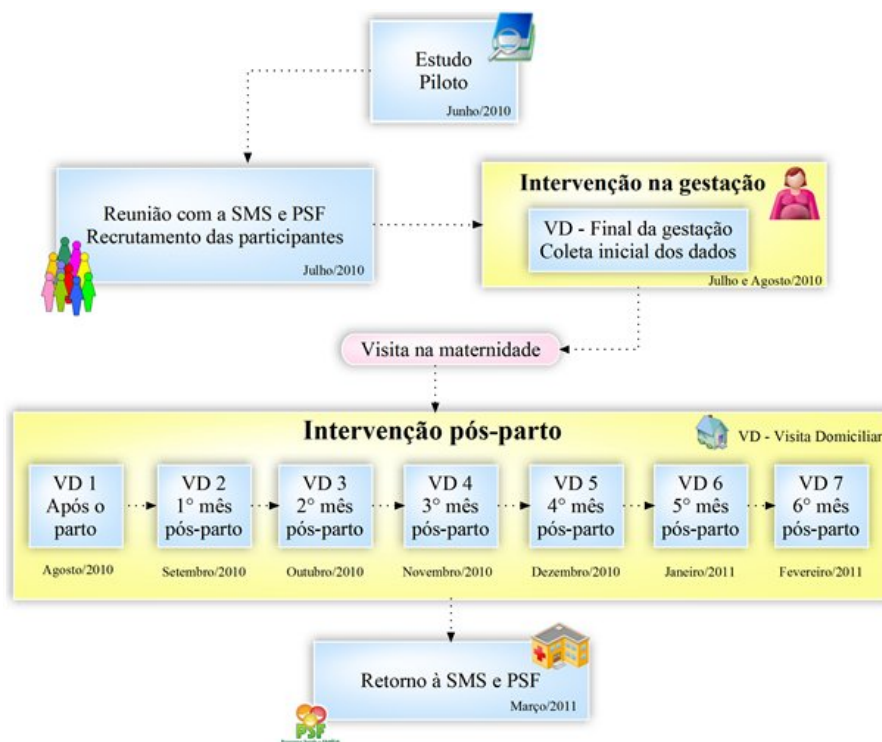 Estudo
Piloto
Junho/2010
Reunião com a SMS e PSF
Recrutamento das participantes
Julho/2010
Intervenção na gestação
VD - Final da gestação
Coleta inicial dos dados
Julho e Agosto/2010
Visita na maternidade
Intervenção pós-parto
VD - Visita Domiciliar
VD 1
Após o
parto
Agosto/2010
VD 2
1° mês
pós-parto
Setembro/2010
VD 3
2° mês
pós-parto
Outubro/2010
VD 4
3° mês
pós-parto
Novembro/2010
VD 5
4° mês
pós-parto
Dezembro/2010
VD 6
5° mês
pós-parto
Janeiro/2011
VD 7
6° mês
pós-parto
Fevereiro/2011
Retorno à SMS e PSF
Março/2011
PSF